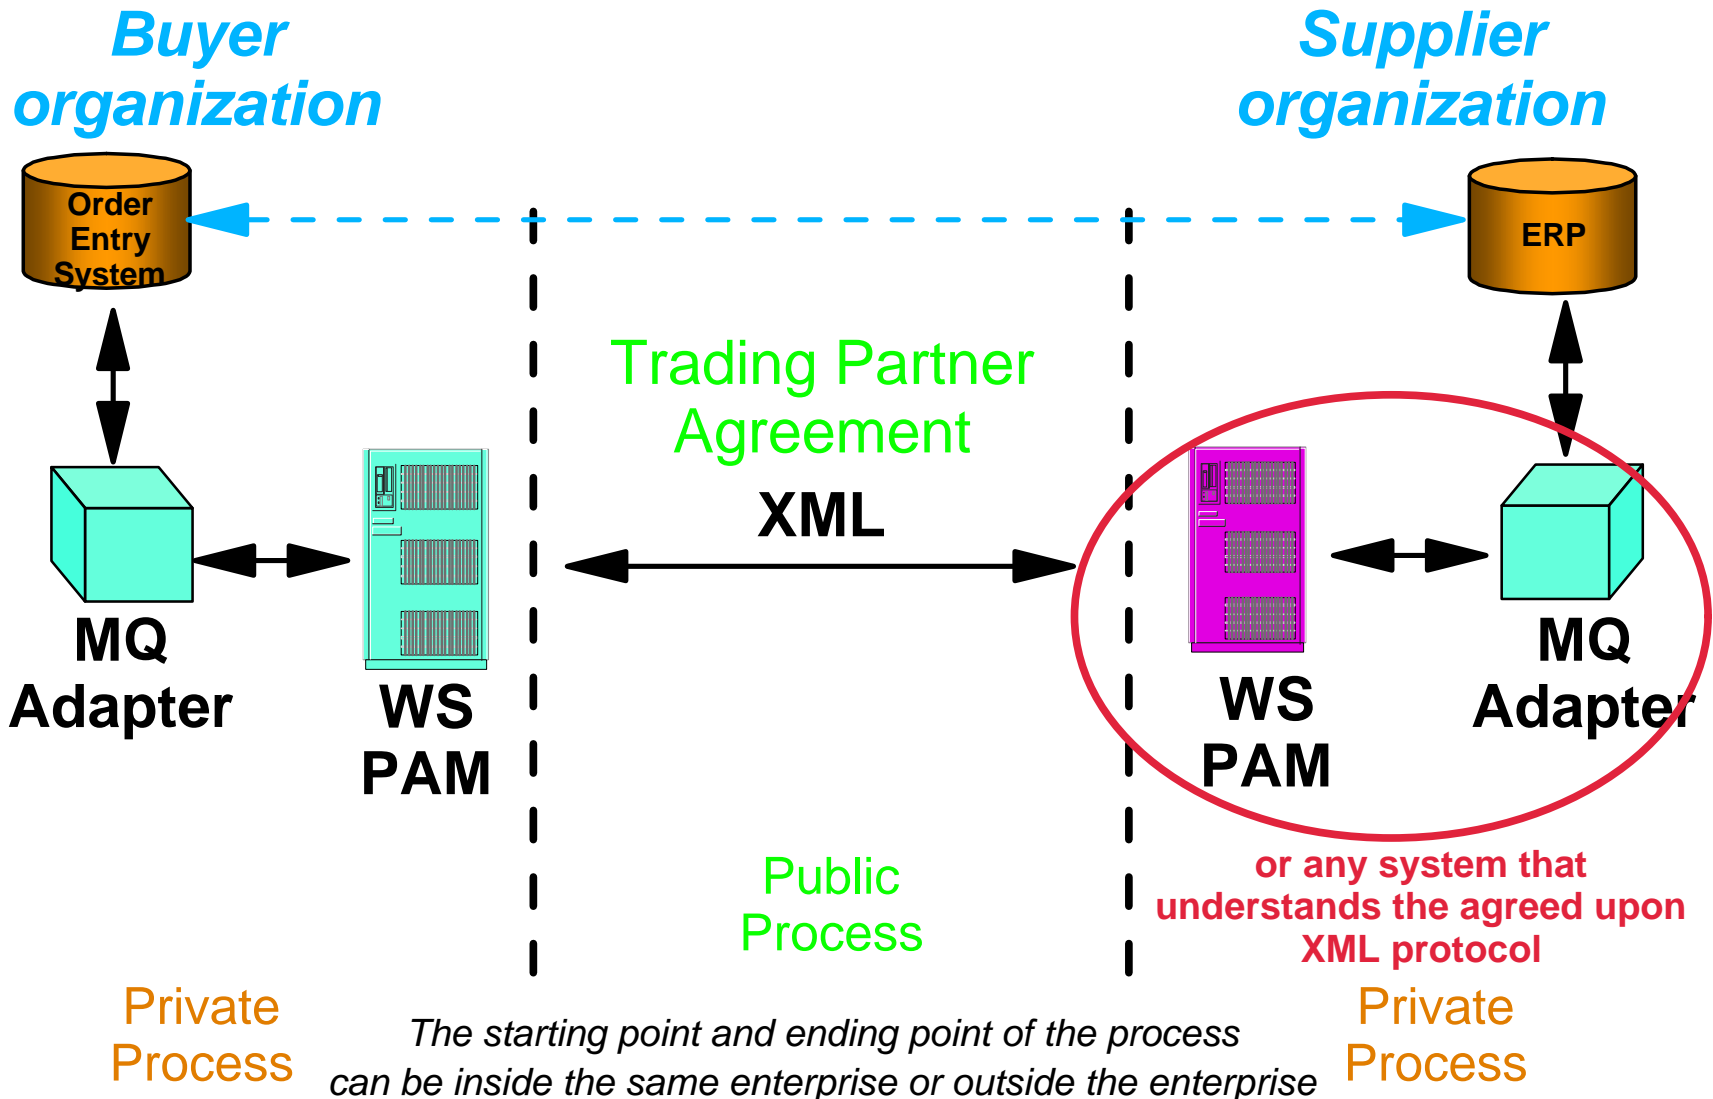 Buyer
organization
Supplier
organization
Order
Entry
System
ERP
Trading Partner
Agreement
XML
MQ
Adapter
WS
PAM
WS
PAM
MQ
Adapter
Public
Process
or any system that
understands the agreed upon
XML protocol
Private
Process
The starting point and ending point of the process
can be inside the same enterprise or outside the enterprise
Private
Process